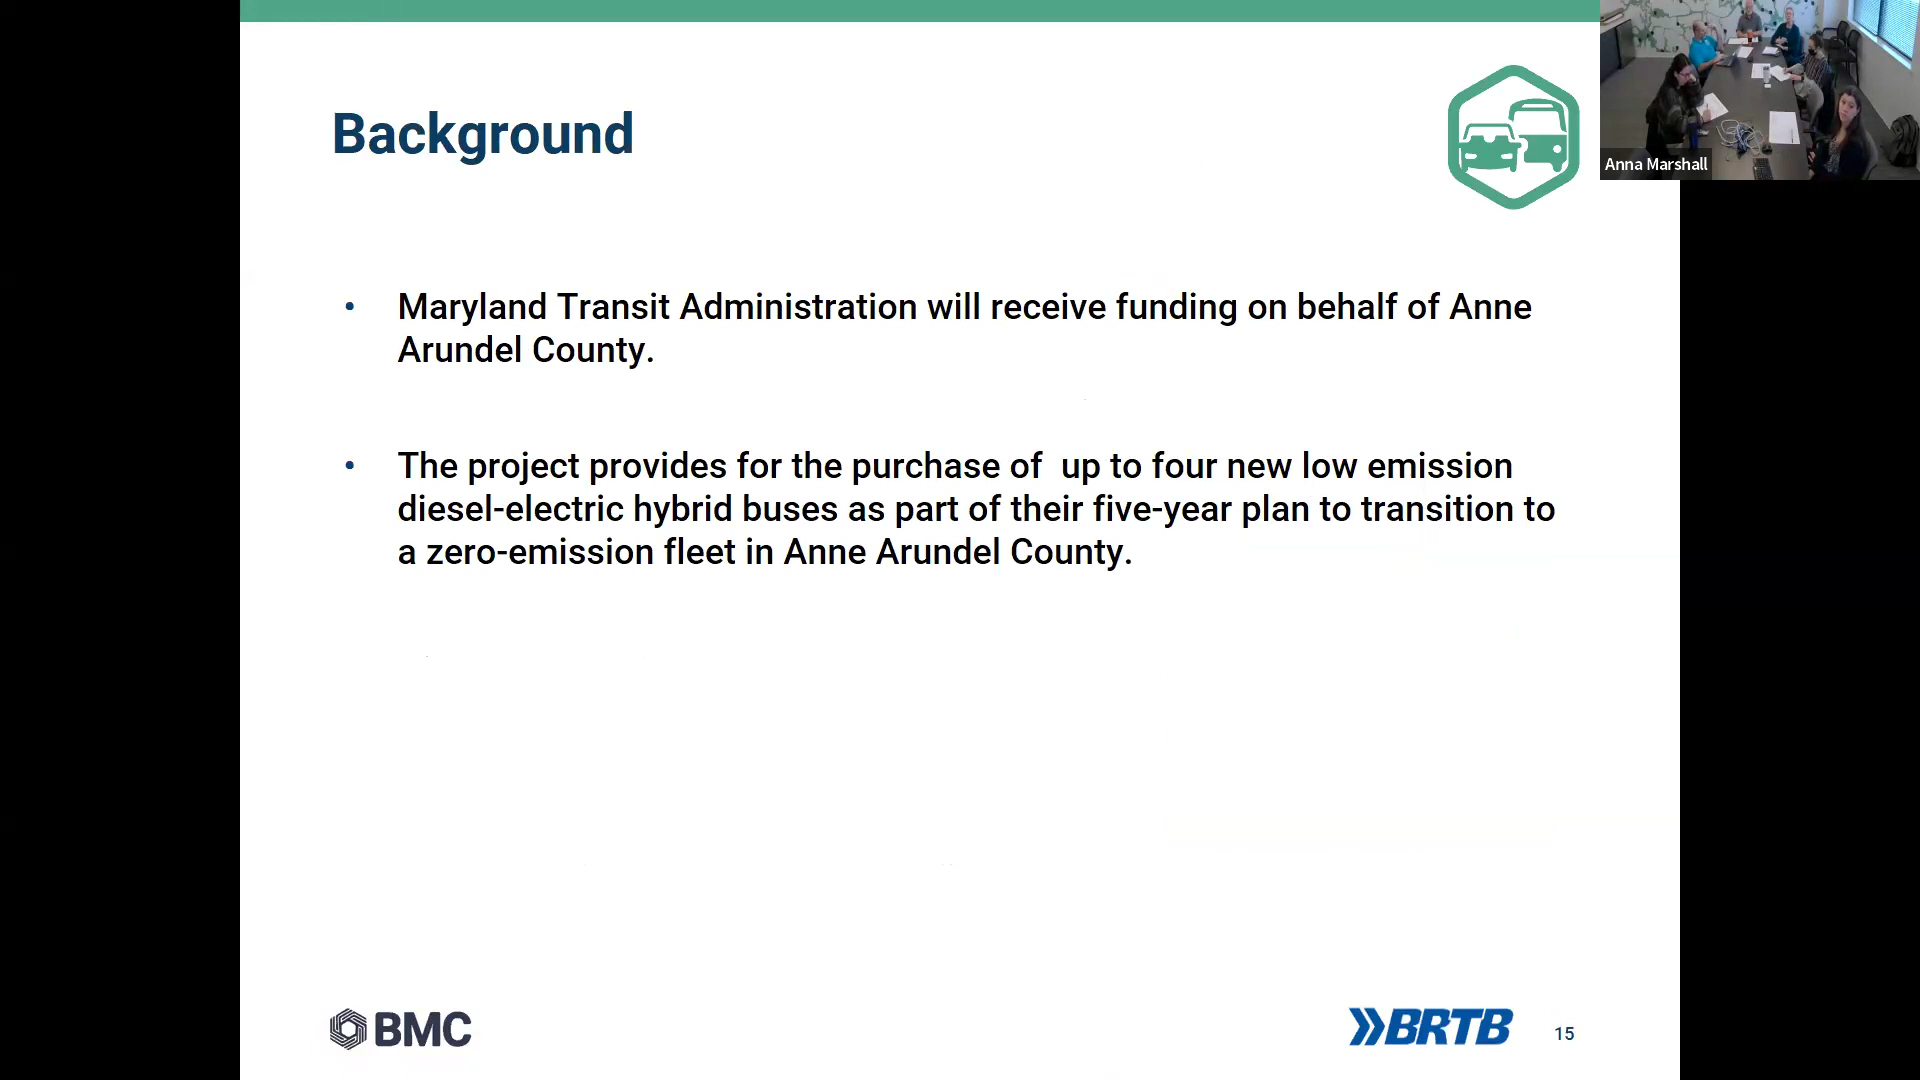 Background
Anna Marshall
• Maryland Transit Administration will receive funding on behalf of Anne
Arundel County.
• The project provides for the purchase of  up to four new low emission
diesel-electric hybrid buses as part of their five-year plan to transition to
a zero-emission fleet in Anne Arundel County.
BMC
BRTB
15